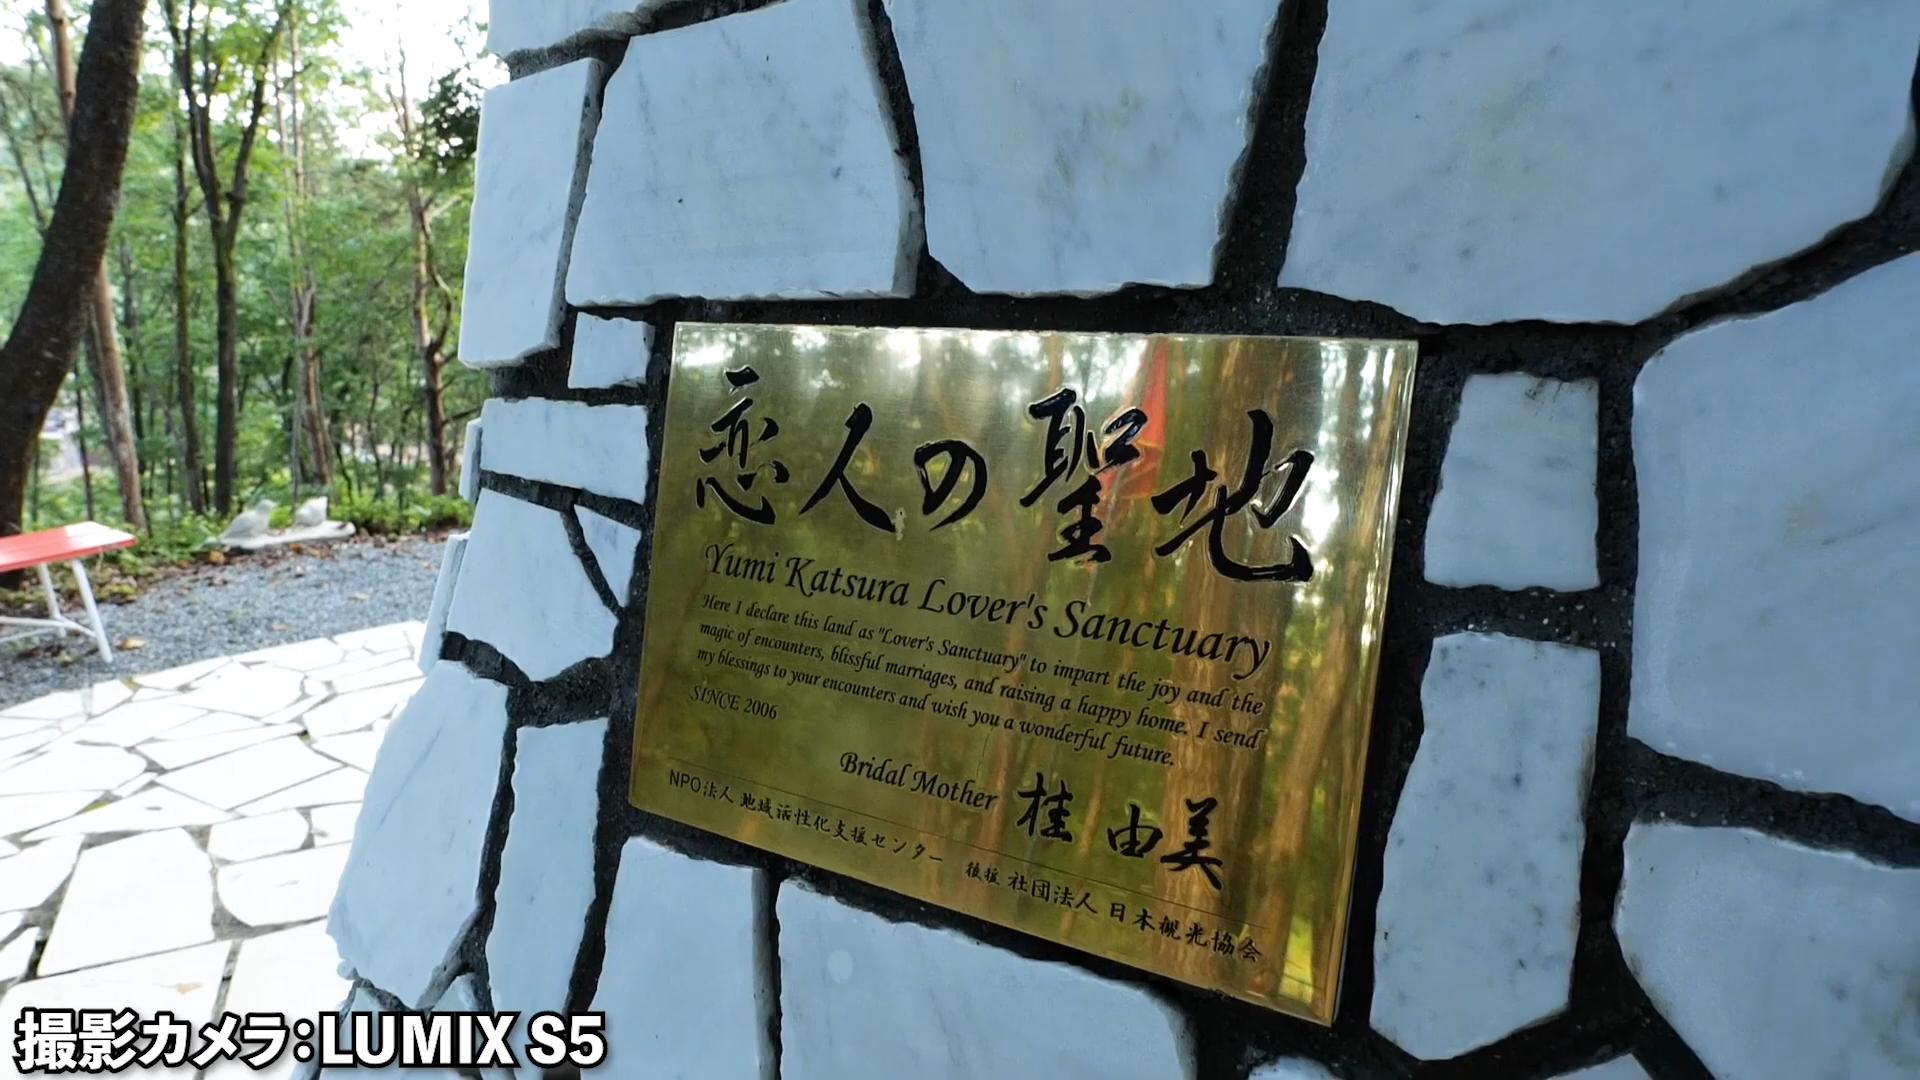 恋人の聖地
Yumi Katsura Lover's Sanctuary
Here I declare this land as "Lover's Sanctuary" to impart the joy and the
magic of encounters, blissful marriages, and raising a happy home. I send
my blessings to your encounters and wish you a wonderful future.
SINCE 2006
Bridal Mother 桂 由美
NPO法人 地域活性化支援センター 後援 社団法人 日本観光協会
撮影カメラ：LUMIX S5